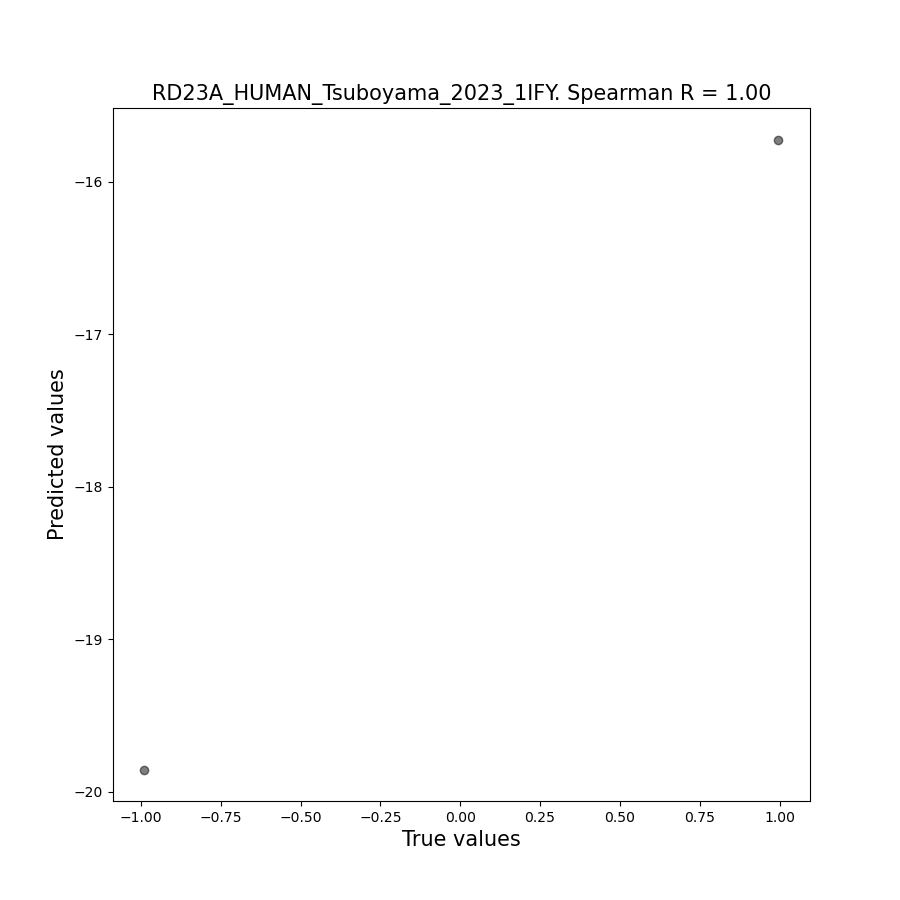 RD23A_HUMAN_Tsuboyama_2023_1IFY. Spearman R = 1.00
Predicted values
−16
−17
−18
−19
−20
−1.00 −0.75 −0.50 −0.25 0.00 0.25 0.50 0.75 1.00
True values